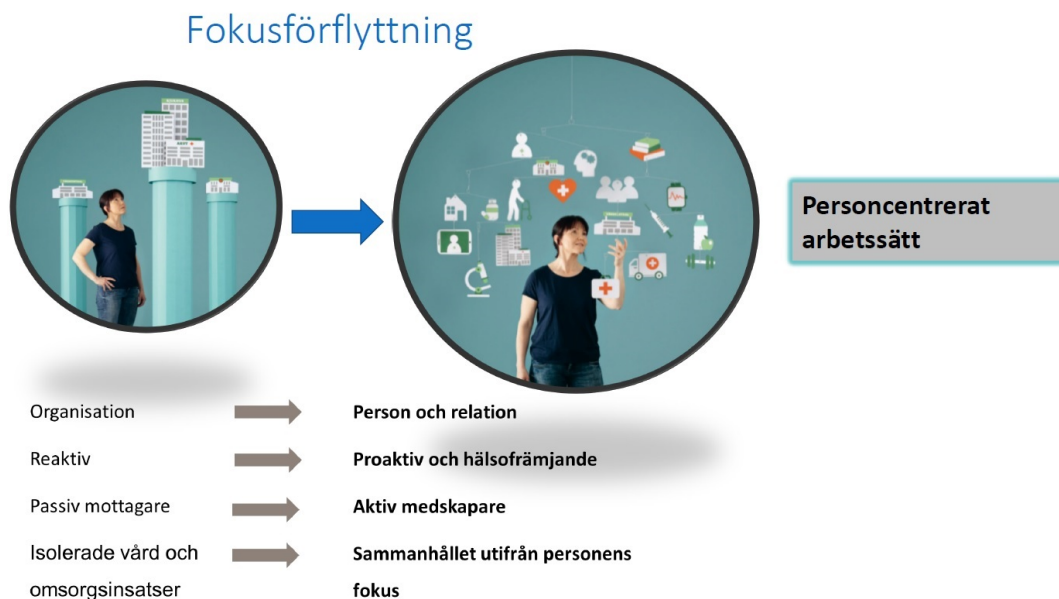 Fokusförflyttning
Personcentrerat
arbetssätt
Organisation
Person och relation
Reaktiv
Proaktiv och hälsofrämjande
Passiv mottagare
Aktiv medskapare
Isolerade vård och
omsorgsinsatser
Sammanhållet utifrån personens
fokus